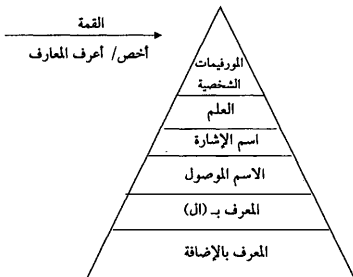 القمة
أخص/ أعرف المعارف
المورفيمات
الشخصية
العلم
اسم الإشارة
الاسم الموصول
المعرف بـ (ال)
المعرف بالإضافة